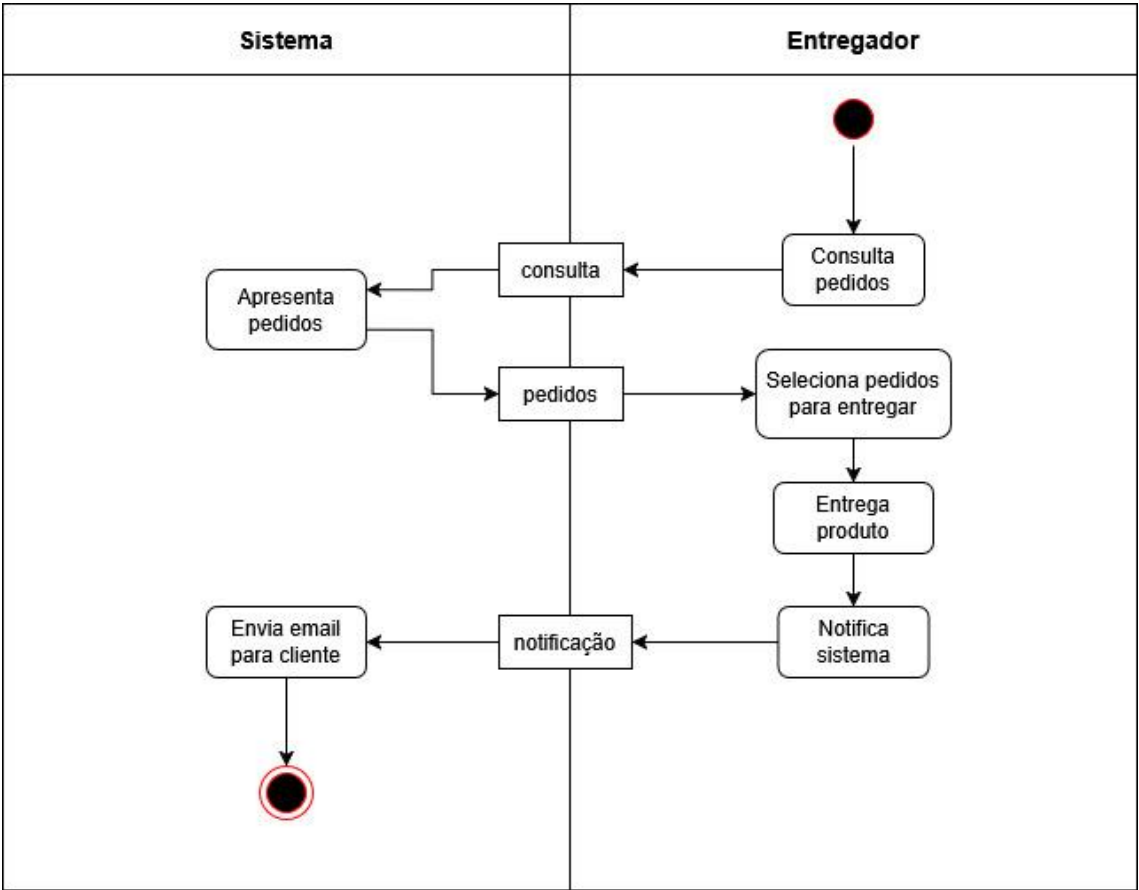 Sistema
Entregador
Consulta
pedidos
consulta
Apresenta
pedidos
pedidos
Seleciona pedidos
para entregar
Entrega
produto
Notifica
sistema
notificação
Envia email
para cliente